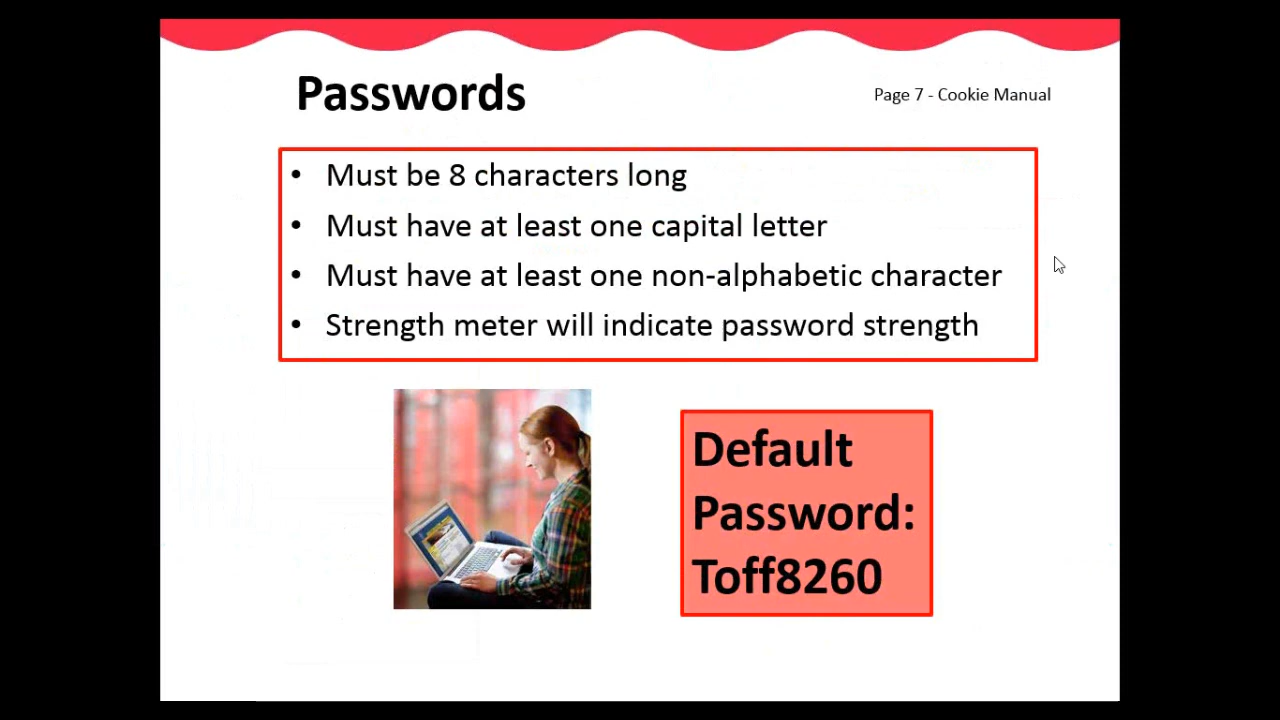 Passwords
Page 7 - Cookie Manual
• Must be 8 characters long
• Must have at least one capital letter
• Must have at least one non-alphabetic character
• Strength meter will indicate password strength
Default
Password:
Toff8260